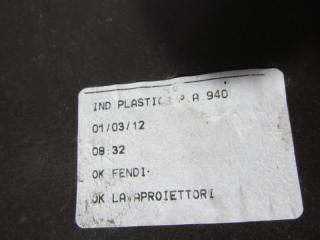 IND PLASTIC P.A 940
01/03/12
08:32
OK FENDI
OK LAVAPROIETTORI